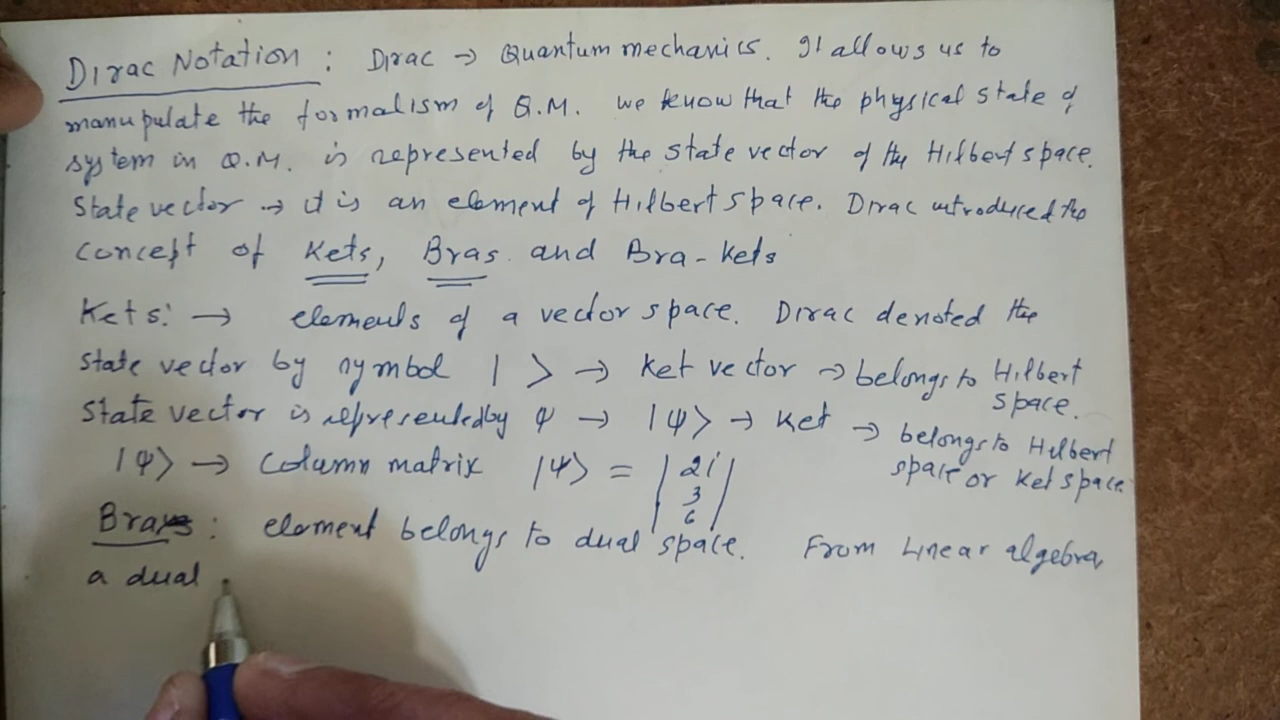 Dirac Notation : Dirac → Quantum mechanics. It allows us to
manupulate the formalism of Q.M. we know that the physical state of
system in Q.M. is represented by the state vector of the Hilbert space.
State vector → it is an element of Hilbert space. Dirac introduced the
concept of Kets, Bras and Bra-kets
Kets: → elements of a vector space. Dirac denoted the
state vector by symbol | > → Ket vector → belongs to Hilbert space.
State vector is represented by ψ → |ψ> → Ket → belongs to Hilbert space or Ket space
|ψ> → Column matrix |ψ> = | 2i 3 6 |
Bra : element belongs to dual space. From Linear algebra,
a dual